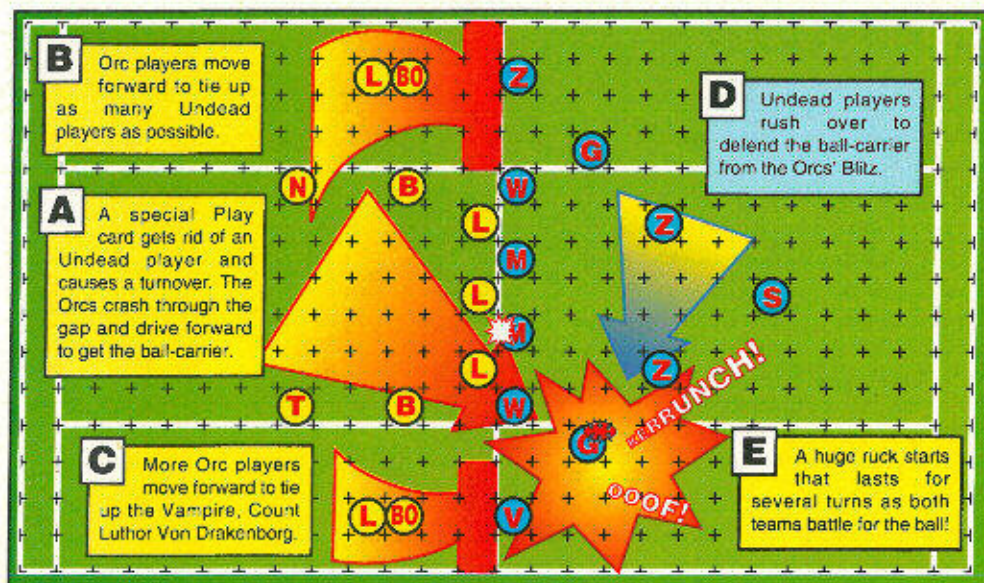 B
Orc players move
forward to tie up
as many Undead
players as possible.
A
A special Play
card gets rid of an
Undead player and
causes a turnover. The
Orcs crash through the
gap and drive forward
to get the ball-carrier.
C
More Orc players
move forward to tie
up the Vampire, Count
Luthor Von Drakenborg.
D
Undead players
rush over to
defend the ball-carrier
from the Orcs' Blitz.
E
A huge ruck starts
that lasts for
several turns as both
teams battle for the ball!
L BO Z
G
N B W
L Z
M
L S
M
L Z
T B W
G
KERRUNCH!
OOOF!
L BO V